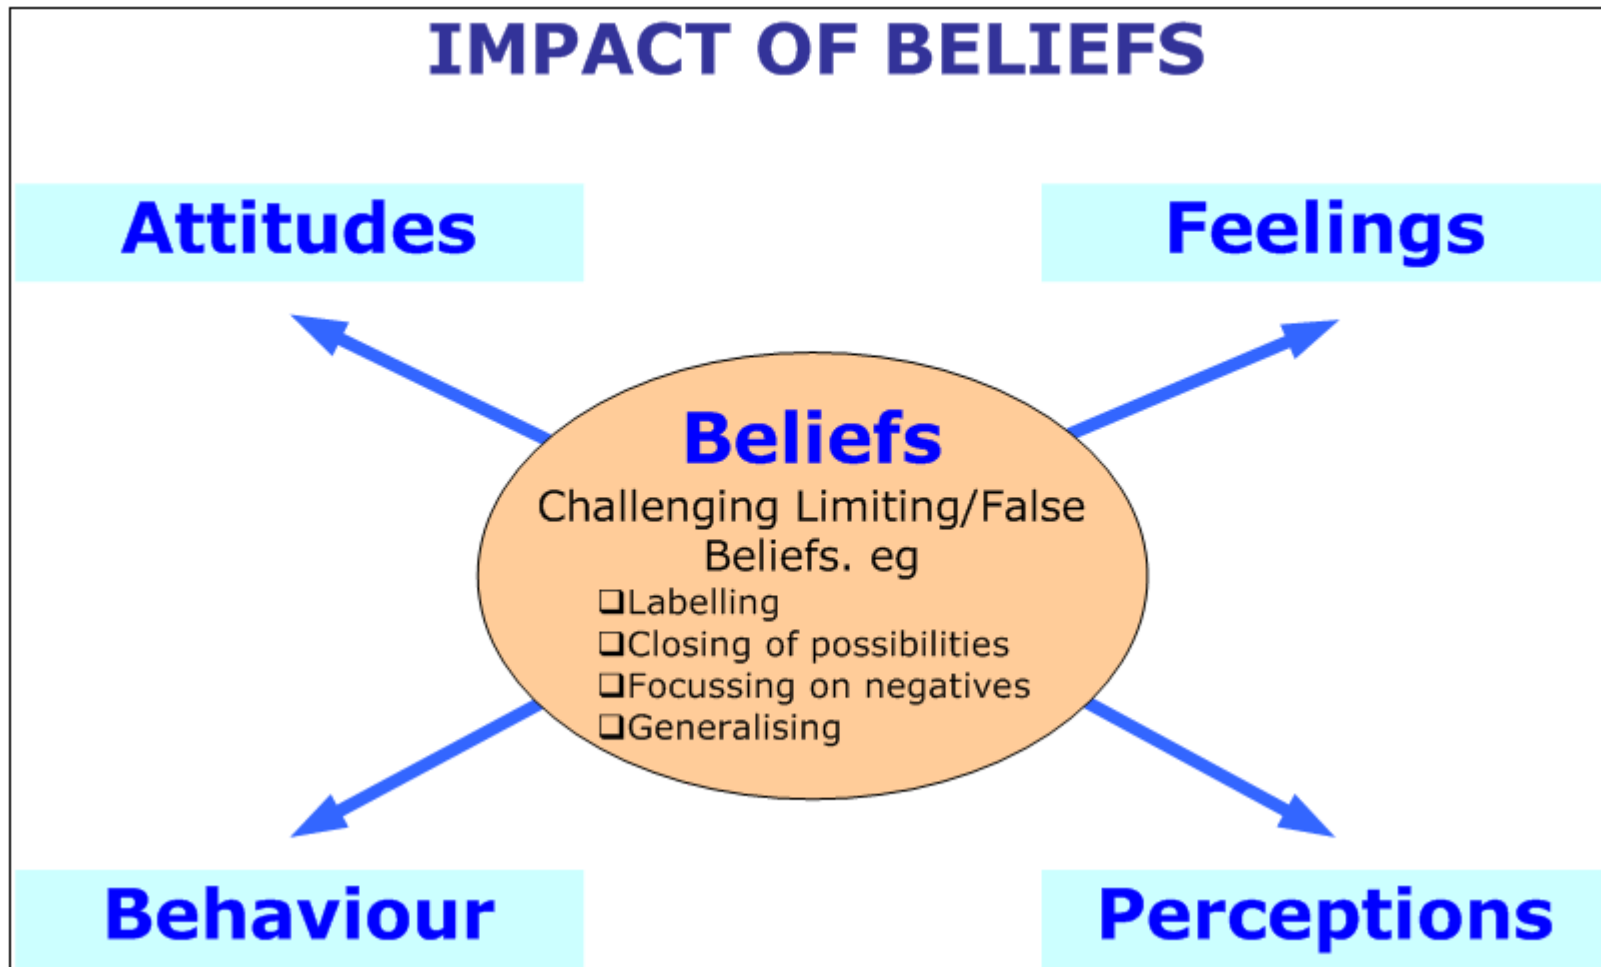 IMPACT OF BELIEFS
Attitudes
Feelings
Beliefs
Challenging Limiting/False
Beliefs. eg
❑Labelling
❑Closing of possibilities
❑Focussing on negatives
❑Generalising
Behaviour
Perceptions